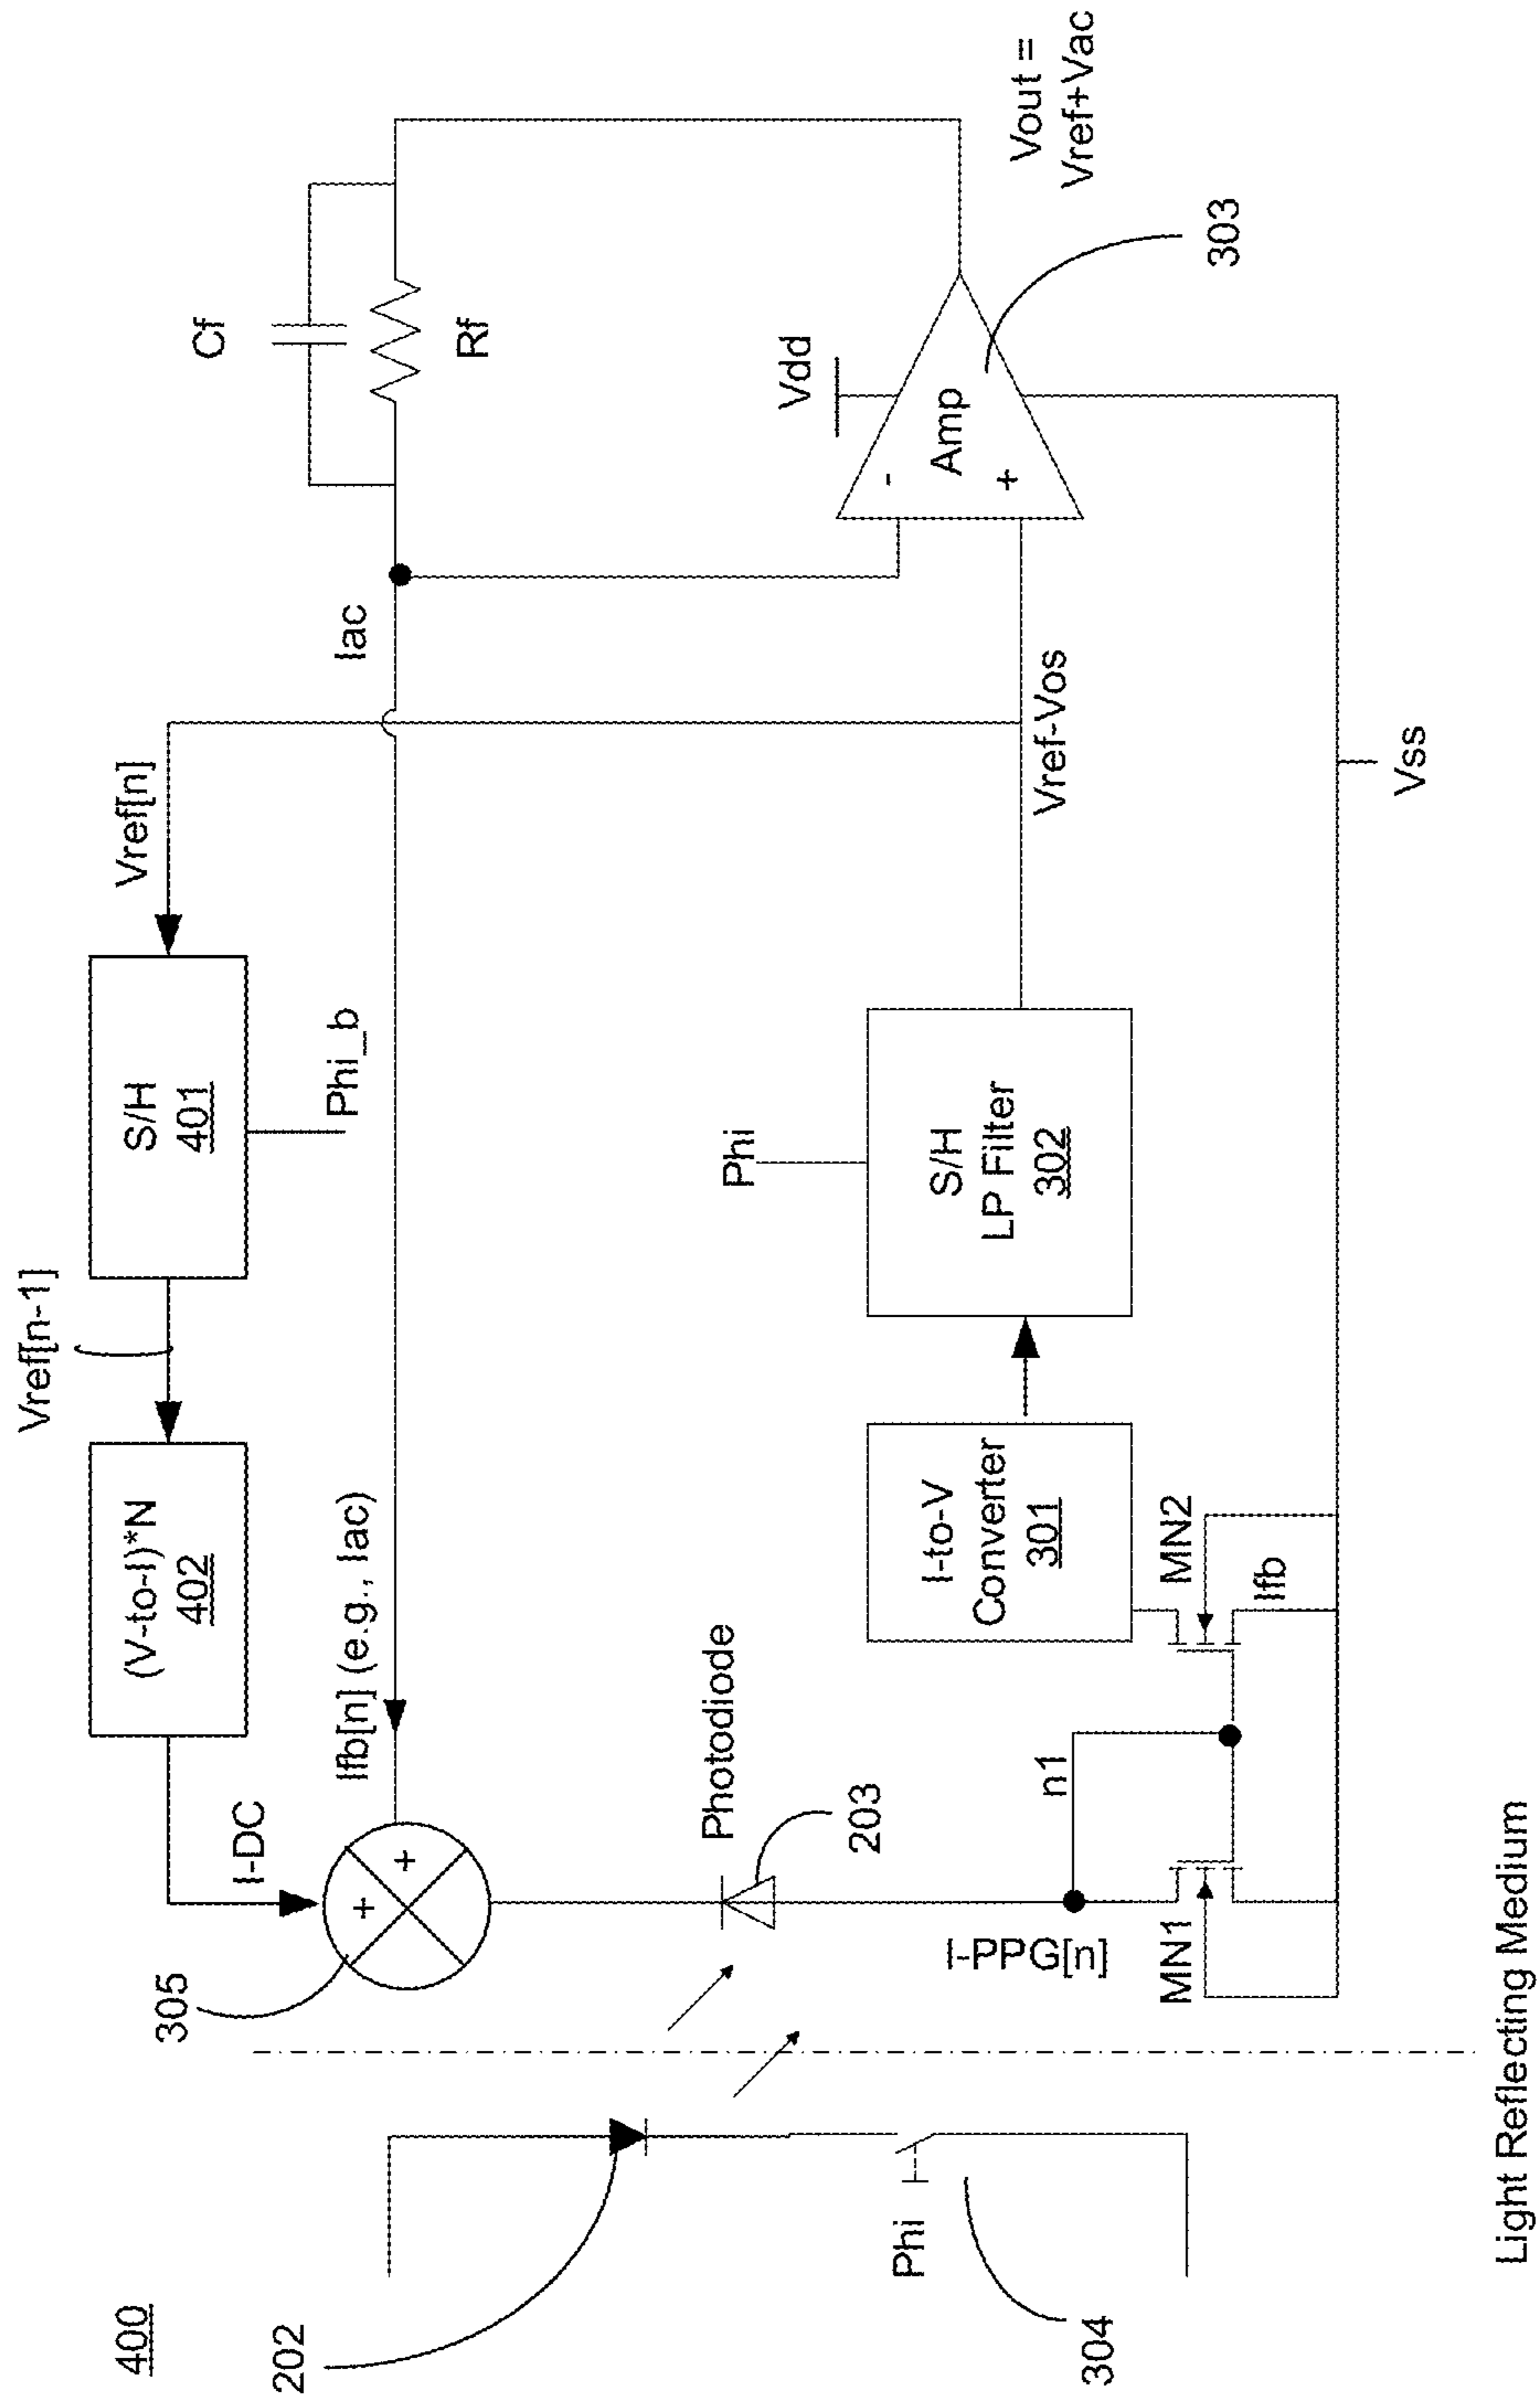 400
202
304
Phi
Light Reflecting Medium
305
I-DC
(V-to-I)*N
402
Vref[n-1]
S/H
401
Phi_b
Vref[n]
Ifb[n] (e.g., Iac)
Iac
Cf
Rf
Photodiode
203
I-PPG[n]
n1
MN1
MN2
Ifb
I-to-V
Converter
301
Phi
S/H
LP Filter
302
Vref-Vos
Vss
Vdd
-
+
Amp
303
Vout =
Vref+Vac
+
+